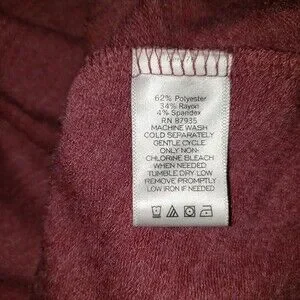 62% Polyester
34% Rayon
4% Spandex
RN 87935
MACHINE WASH
COLD SEPARATELY
GENTLE CYCLE
ONLY NON-
CHLORINE BLEACH
WHEN NEEDED
TUMBLE DRY LOW
REMOVE PROMPTLY
LOW IRON IF NEEDED